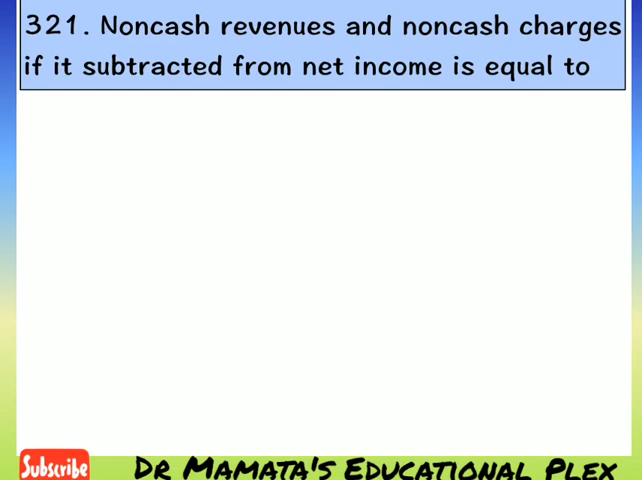 321. Noncash revenues and noncash charges
if it subtracted from net income is equal to
Subscribe
Dr Mamata's Educational Plex